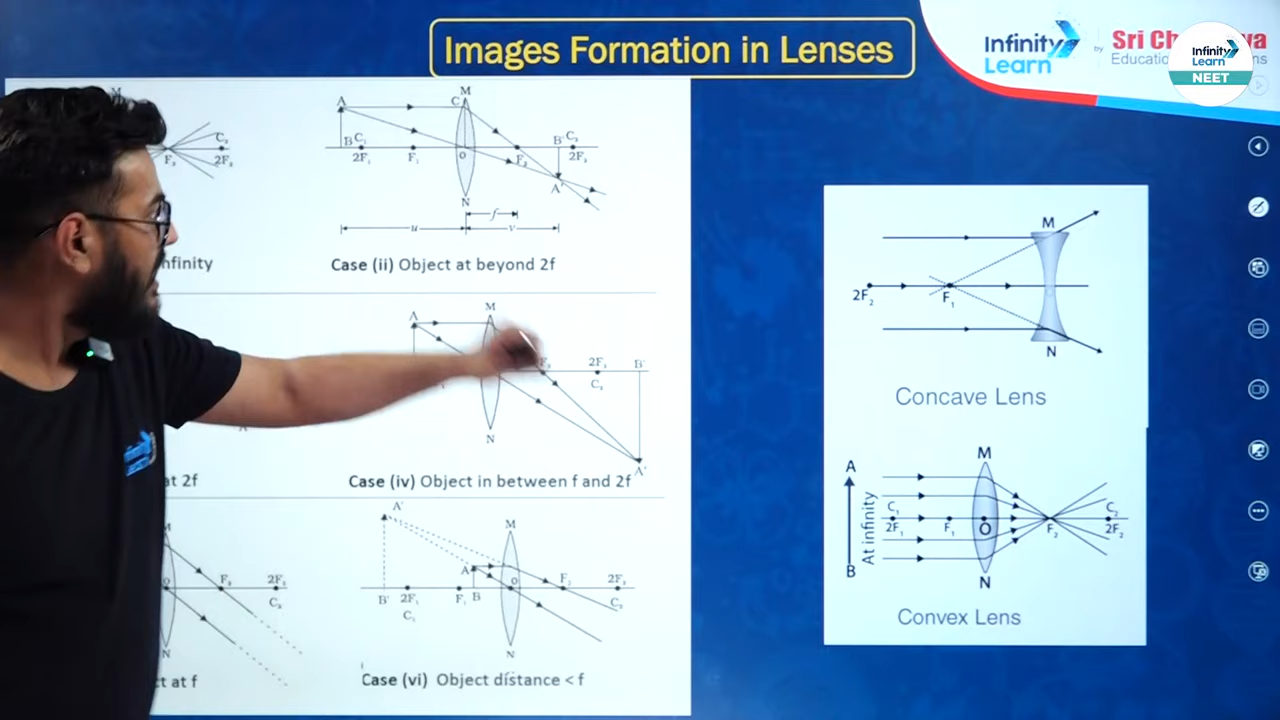 Images Formation in Lenses
Infinity
Learn
by
Sri
Infinity
Learn
NEET
M
A
C
M
F₂
C₂
2F₂
B
C₁
2F₁
F₁
O
F₂
B'
C₂
2F₂
A'
N
f
u
v
nfinity
Case (ii) Object at beyond 2f
M
A
2F₂
B'
C₂
N
A'
at 2f
Case (iv) Object in between f and 2f
A'
M
A
O
F₂
2F₂
C₂
B'
2F₁
C₁
F₁
B
O
F₂
2F₂
C₂
N
N
ct at f
Case (vi) Object distance < f
M
2F₂
F₁
N
Concave Lens
M
A
At infinity
B
C₁
2F₁
F₁
O
F₂
C₂
2F₂
N
Convex Lens